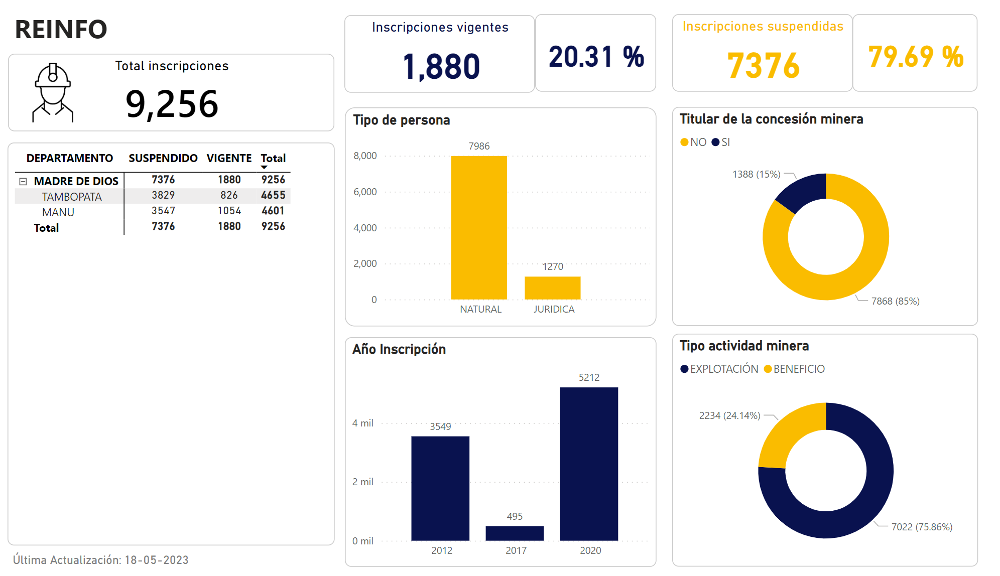 REINFO
Total inscripciones
9,256
DEPARTAMENTO SUSPENDIDO VIGENTE Total
MADRE DE DIOS 7376 1880 9256
TAMBOPATA 3829 826 4655
MANU 3547 1054 4601
Total 7376 1880 9256
Última Actualización: 18-05-2023
Inscripciones vigentes
1,880
20.31 %
Inscripciones suspendidas
7376
79.69 %
Tipo de persona
7986
8,000
6,000
4,000
2,000
1270
0
NATURAL JURIDICA
Titular de la concesión minera
NO SI
1388 (15%)
7868 (85%)
Año Inscripción
5212
4 mil
3549
2 mil
495
0 mil
2012 2017 2020
Tipo actividad minera
EXPLOTACIÓN BENEFICIO
2234 (24.14%)
7022 (75.86%)